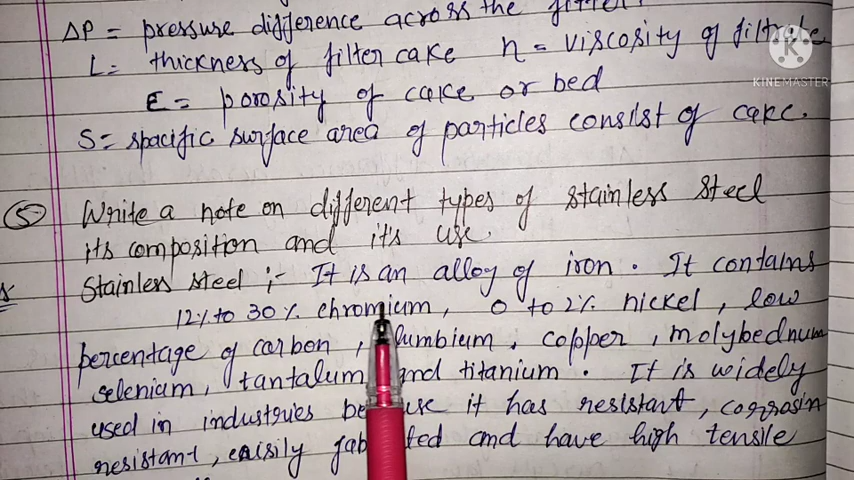 ΔP = pressure difference across the filter.
L = thickness of filter cake η = viscosity of filtrate
K
KINEMASTER
E = porosity of cake or bed
S = spacific surface area of particles consist of cake.
(5) Write a note on different types of stainless steel
its composition and it's use.
Stainless steel :- It is an alloy of iron. It contains
12% to 30% chromium, 0 to 2% nickel, low
percentage of carbon, lumbium, copper, molybednum
selenium, tantalum and titanium. It is widely
used in industries because it has resistant, corrosin
resistant, eaisily fab ted and have high tensile